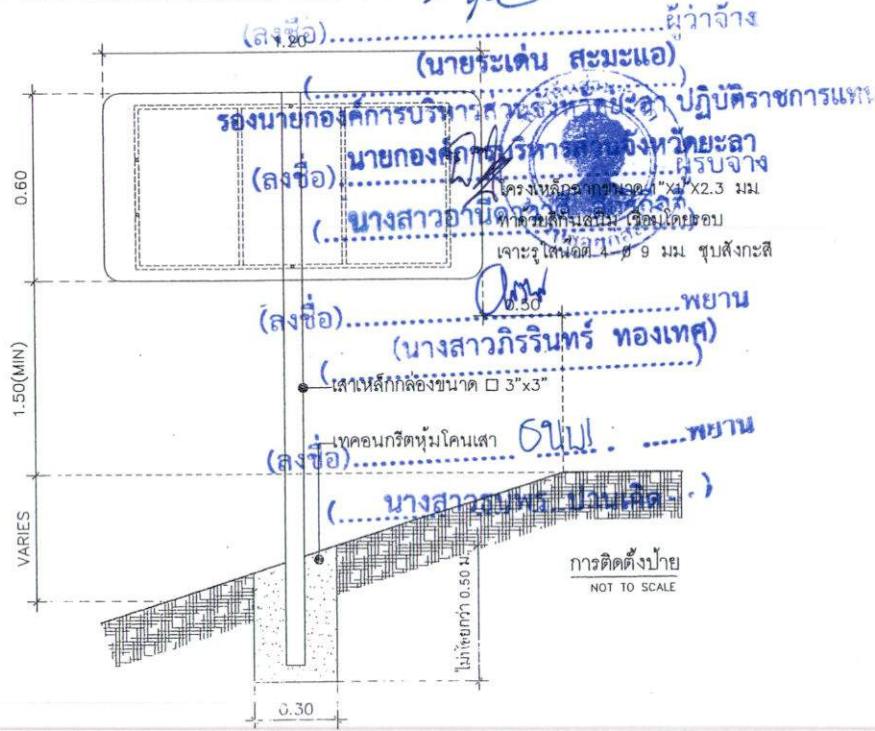 (ลงชื่อ)..............................ผู้ว่าจ้าง
1.20
(นายระเด่น สะมะแอ)
รองนายกองค์การบริหารส่วนจังหวัดยะลา ปฏิบัติราชการแทน
นายกองค์การบริหารส่วนจังหวัดยะลา
0.60
(ลงชื่อ)..............................ผู้รับจ้าง
โครงเหล็กฉากขนาด 1"X1"X2.3 มม.
ทาด้วยสีกันสนิม เชื่อมโดยรอบ
(นางสาว
เจาะรูใส่น๊อต 4-Ø 9 มม. ชุบสังกะสี
0.50
(ลงชื่อ)..............................พยาน
(นางสาวภิรรินทร์ ทองเทศ)
1.50(MIN)
เสาเหล็กกล่องขนาด □ 3"x3"
เทคอนกรีตหุ้มโคนเสา
(ลงชื่อ)..............................พยาน
(นางสาว
VARIES
ไม่น้อยกว่า 0.50 ม.
การติดตั้งป้าย
NOT TO SCALE
0.30